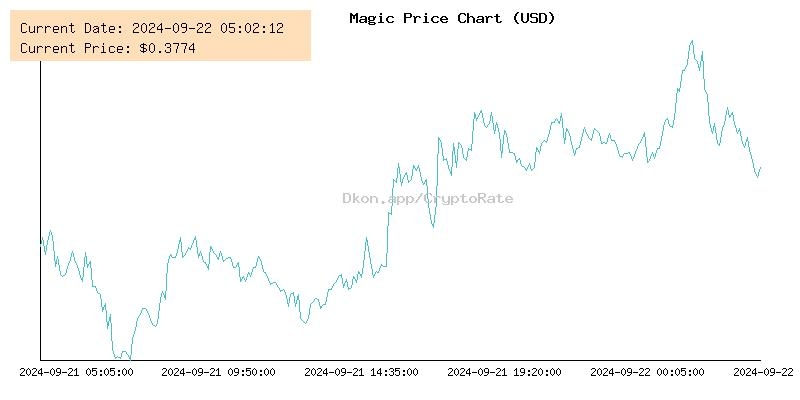 Magic Price Chart (USD)
Current Date: 2024-09-22 05:02:12
Current Price: $0.3774
Dkon.app/CryptoRate
2024-09-21 05:05:00 2024-09-21 09:50:00 2024-09-21 14:35:00 2024-09-21 19:20:00 2024-09-22 00:05:00 2024-09-22